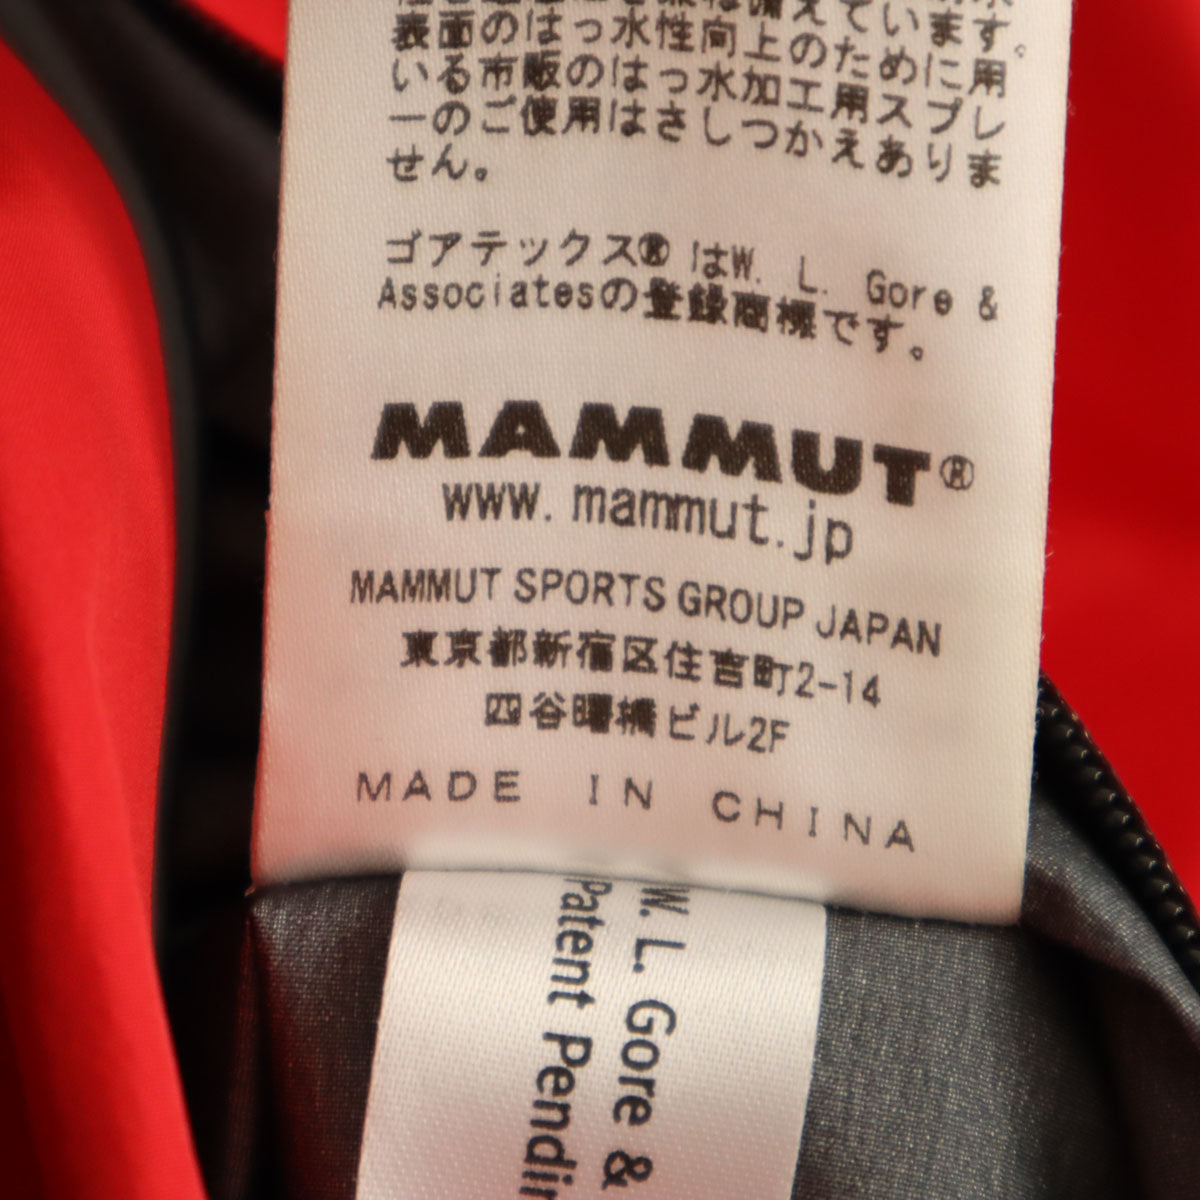 表面のはっ水性向上のために用
いる市販のはっ水加工用スプレ
ーのご使用はさしつかえありま
せん。
ゴアテックス®はW. L. Gore &
Associatesの登録商標です。
MAMMUT®
www.mammut.jp
MAMMUT SPORTS GROUP JAPAN
東京都新宿区住吉町2-14
四谷曙橋ビル2F
MADE IN CHINA
W. L. Gore &
Patent Pendin